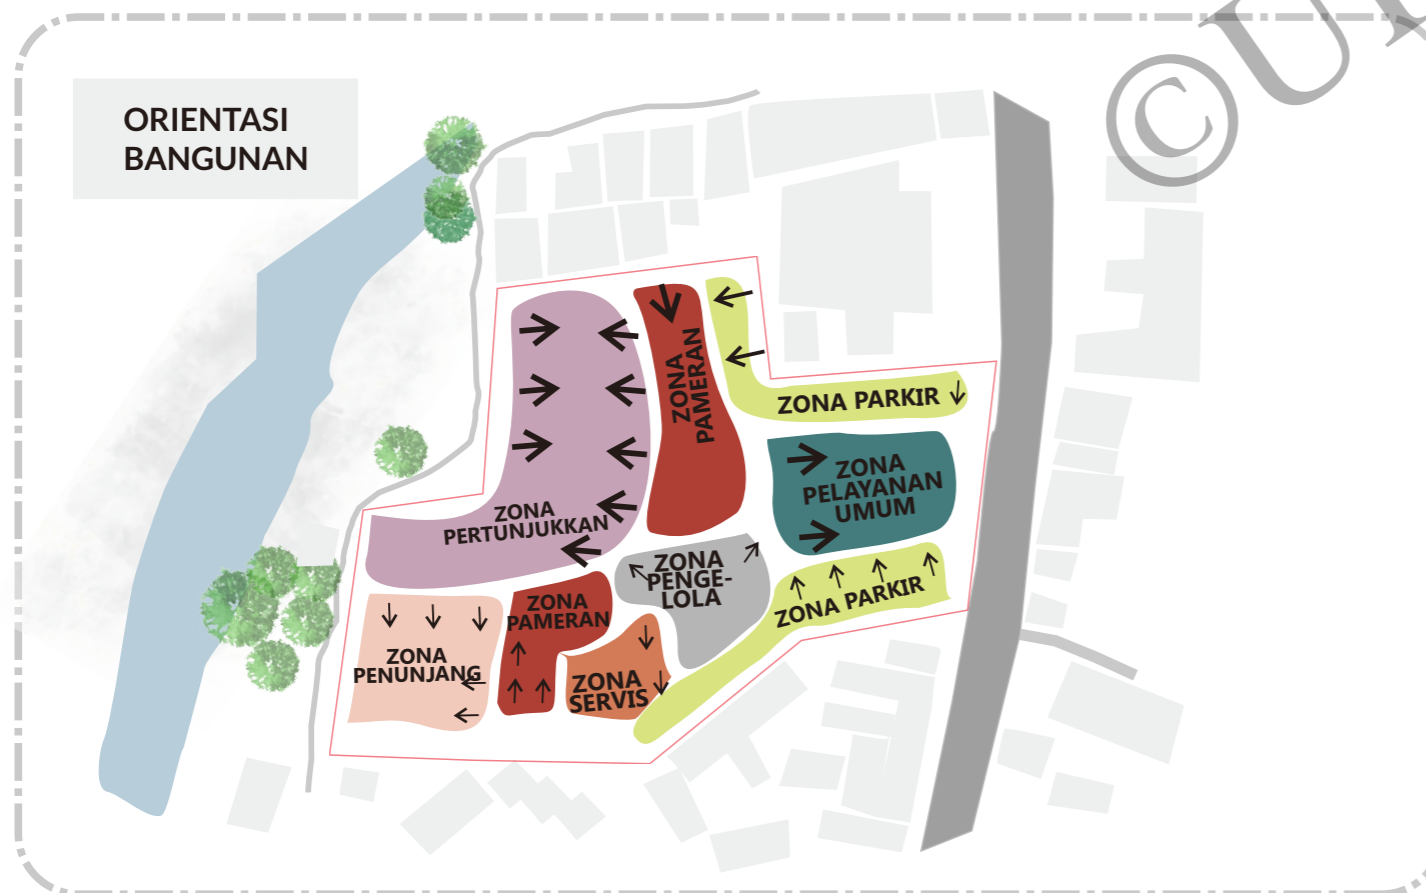 ORIENTASI
BANGUNAN
ZONA
PAMERAN
ZONA PARKIR
ZONA
PELAYANAN
UMUM
ZONA
PERTUNJUKKAN
ZONA
PENGE-
LOLA
ZONA PARKIR
ZONA
PAMERAN
ZONA
PENUNJANG
ZONA
SERVIS